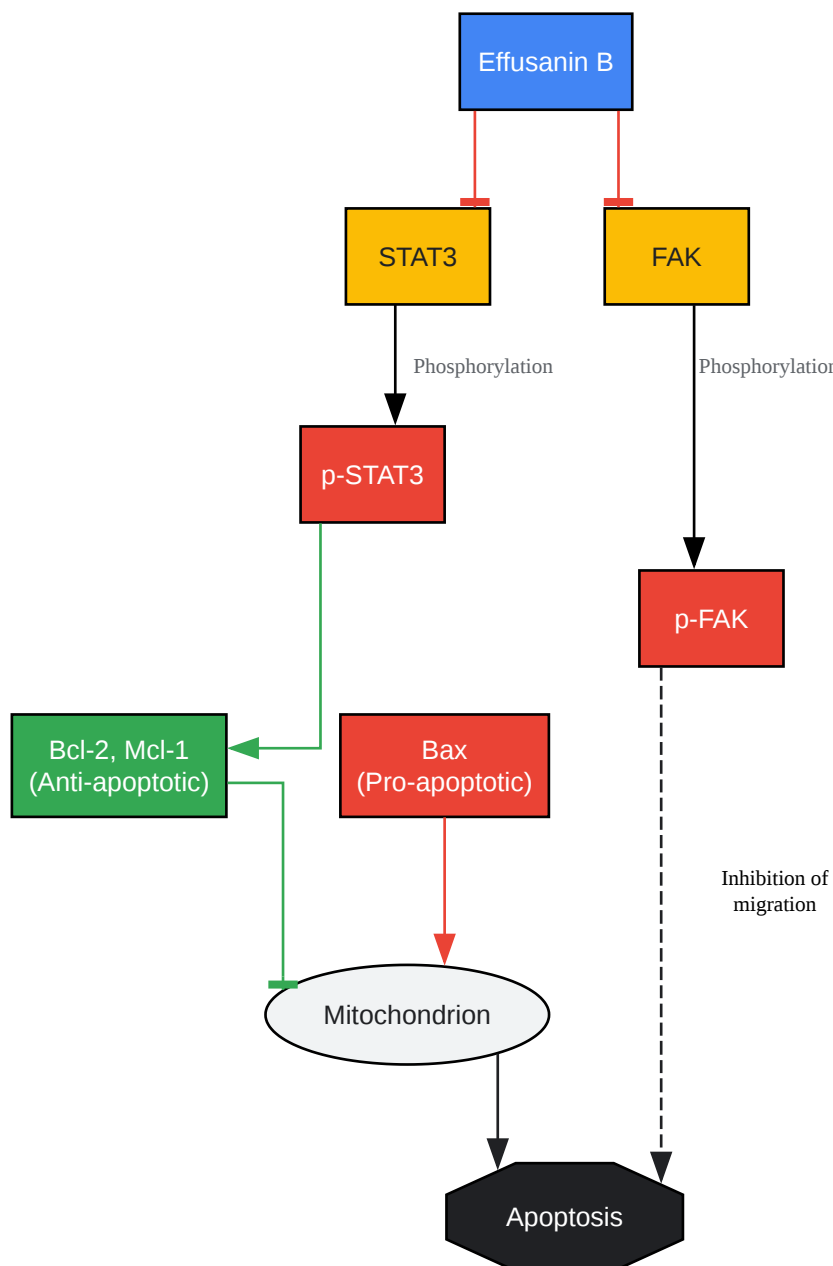 Effusanin B
STAT3
FAK
Phosphorylation
Phosphorylation
p-STAT3
p-FAK
Bcl-2, Mcl-1
(Anti-apoptotic)
Bax
(Pro-apoptotic)
Inhibition of
migration
Mitochondrion
Apoptosis